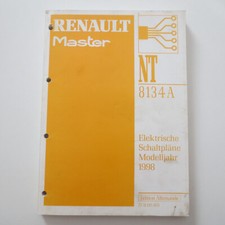 RENAULT
Master
NT
8134A
Elektrische
Schaltpläne
Modelljahr
1998